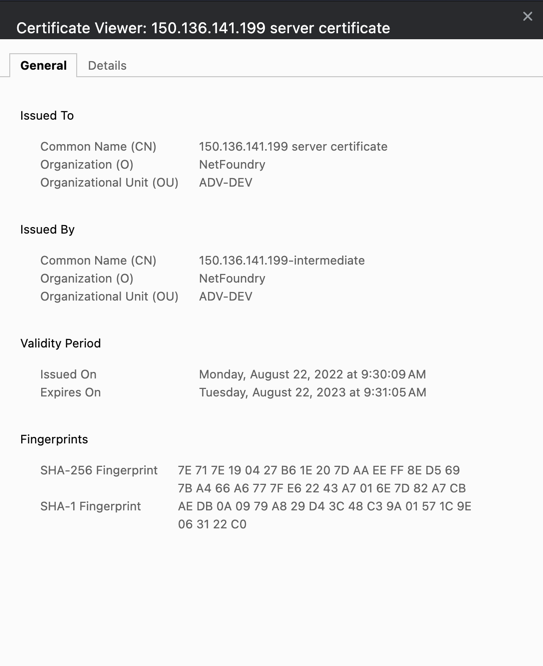 Certificate Viewer: 150.136.141.199 server certificate
General Details
Issued To
Common Name (CN) 150.136.141.199 server certificate
Organization (O) NetFoundry
Organizational Unit (OU) ADV-DEV
Issued By
Common Name (CN) 150.136.141.199-intermediate
Organization (O) NetFoundry
Organizational Unit (OU) ADV-DEV
Validity Period
Issued On Monday, August 22, 2022 at 9:30:09 AM
Expires On Tuesday, August 22, 2023 at 9:31:05 AM
Fingerprints
SHA-256 Fingerprint 7E 71 7E 19 04 27 B6 1E 20 7D AA EE FF 8E D5 69
7B A4 66 A6 77 7F E6 22 43 A7 01 6E 7D 82 A7 CB
SHA-1 Fingerprint AE DB 0A 09 79 A8 29 D4 3C 48 C3 9A 01 57 1C 9E
06 31 22 C0